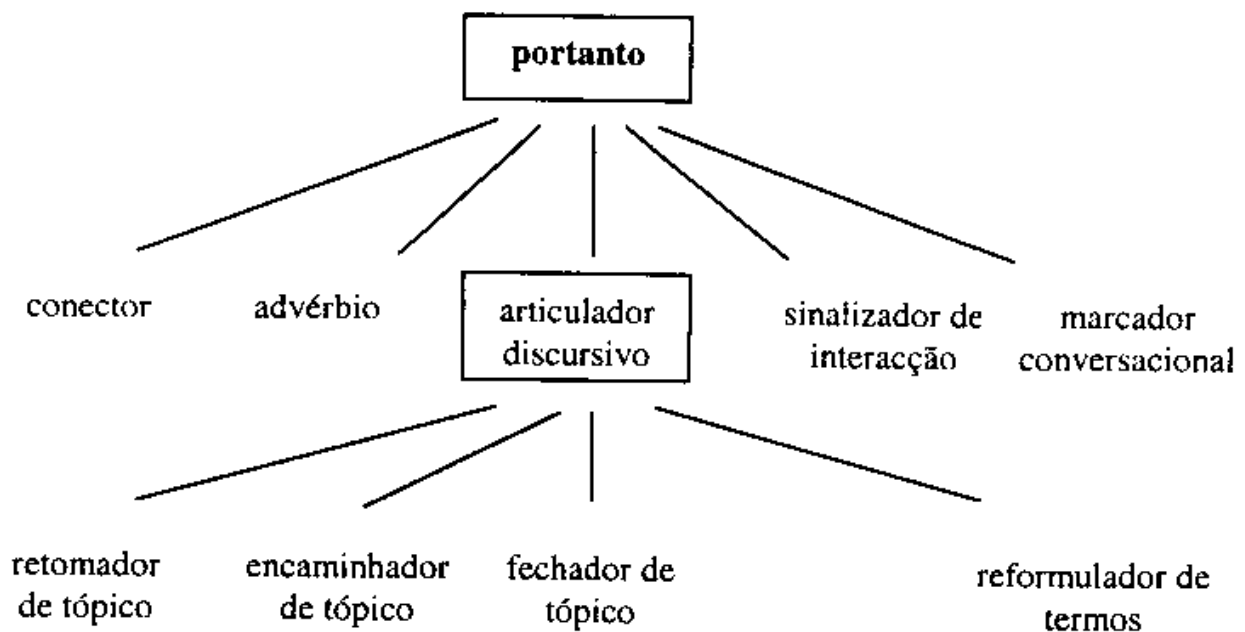 portanto
conector
advérbio
articulador
discursivo
sinalizador de
interacção
marcador
conversacional
retomador
de tópico
encaminhador
de tópico
fechador de
tópico
reformulador de
termos